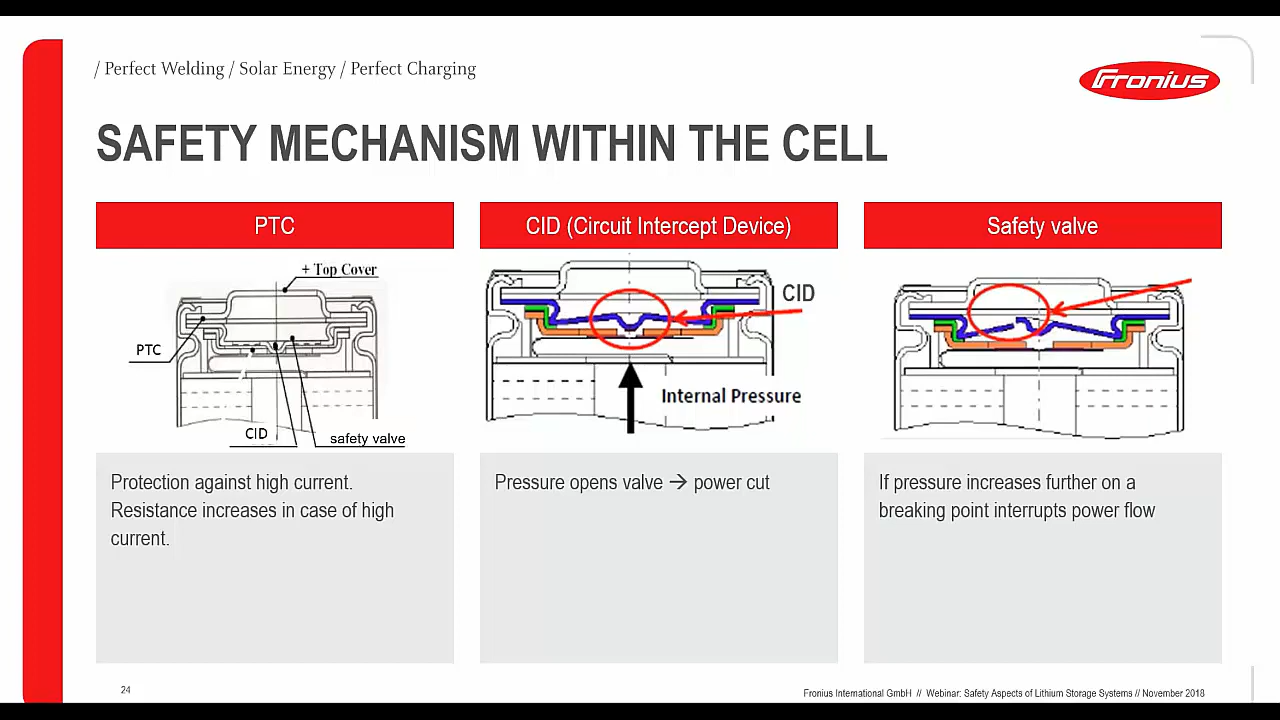 / Perfect Welding / Solar Energy / Perfect Charging
Fronius
SAFETY MECHANISM WITHIN THE CELL
PTC
+ Top Cover
PTC
CID
safety valve
Protection against high current.
Resistance increases in case of high
current.
CID (Circuit Intercept Device)
CID
Internal Pressure
Pressure opens valve → power cut
Safety valve
If pressure increases further on a
breaking point interrupts power flow
24
Fronius International GmbH // Webinar: Safety Aspects of Lithium Storage Systems // November 2018